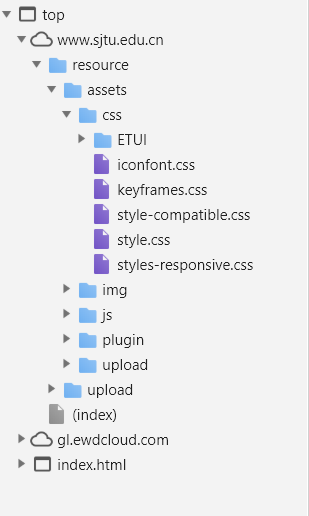 top
www.sjtu.edu.cn
resource
assets
css
ETUI
iconfont.css
keyframes.css
style-compatible.css
style.css
styles-responsive.css
img
js
plugin
upload
upload
(index)
gl.ewdcloud.com
index.html